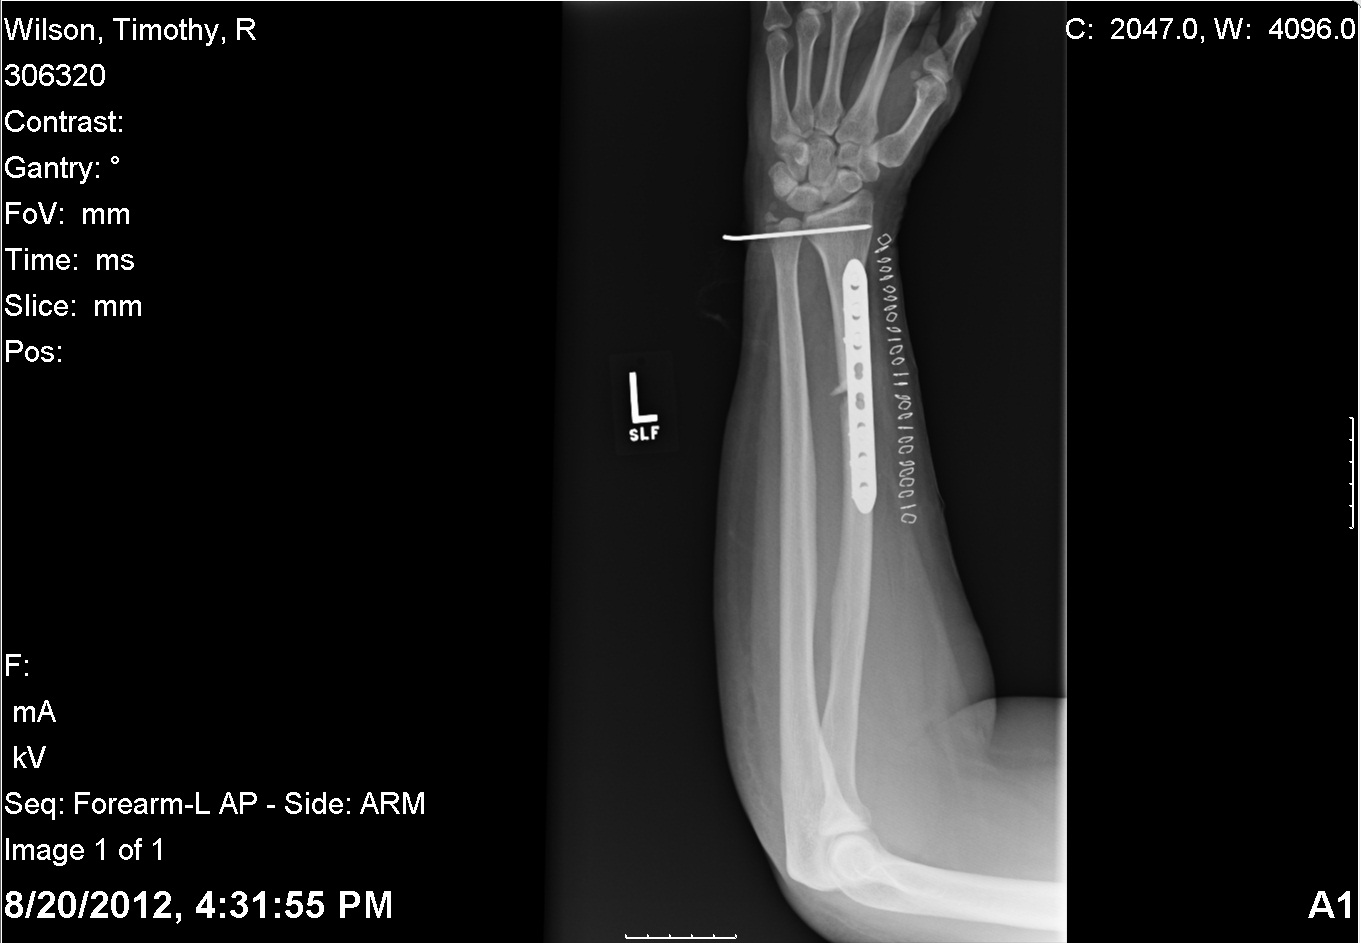 Wilson, Timothy, R
C: 2047.0, W: 4096.0
306320
Contrast:
Gantry: °
FoV: mm
Time: ms
Slice: mm
Pos:
L
SLF
F:
mA
kV
Seq: Forearm-L AP - Side: ARM
Image 1 of 1
8/20/2012, 4:31:55 PM
A1